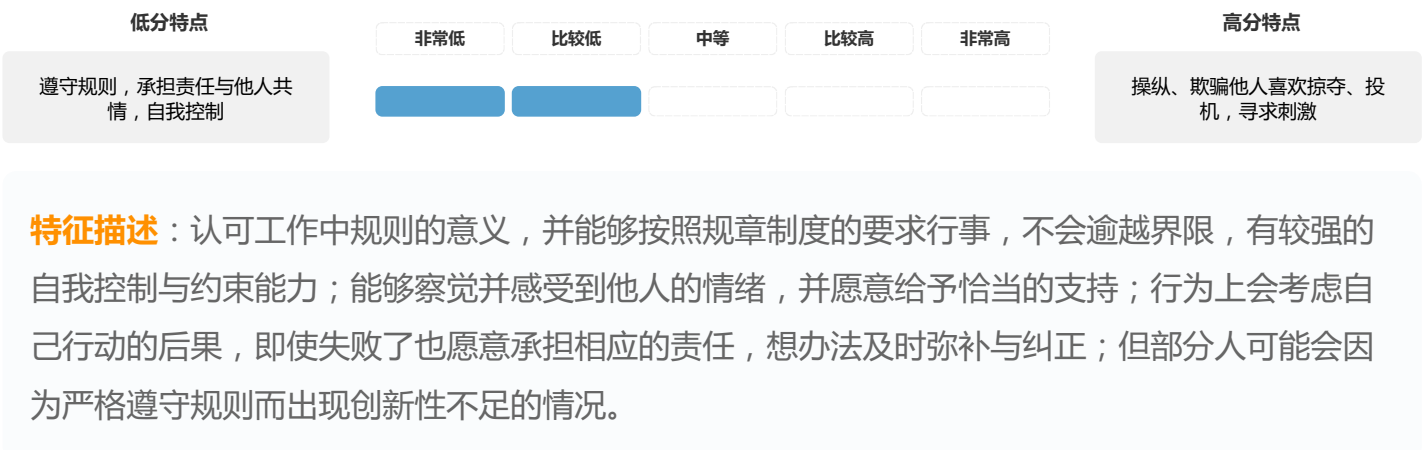 低分特点
高分特点
非常低 比较低 中等 比较高 非常高
遵守规则，承担责任与他人共
情，自我控制
操纵、欺骗他人喜欢掠夺、投
机，寻求刺激
特征描述：认可工作中规则的意义，并能够按照规章制度的要求行事，不会逾越界限，有较强的
自我控制与约束能力；能够察觉并感受到他人的情绪，并愿意给予恰当的支持；行为上会考虑自
己行动的后果，即使失败了也愿意承担相应的责任，想办法及时弥补与纠正；但部分人可能会因
为严格遵守规则而出现创新性不足的情况。